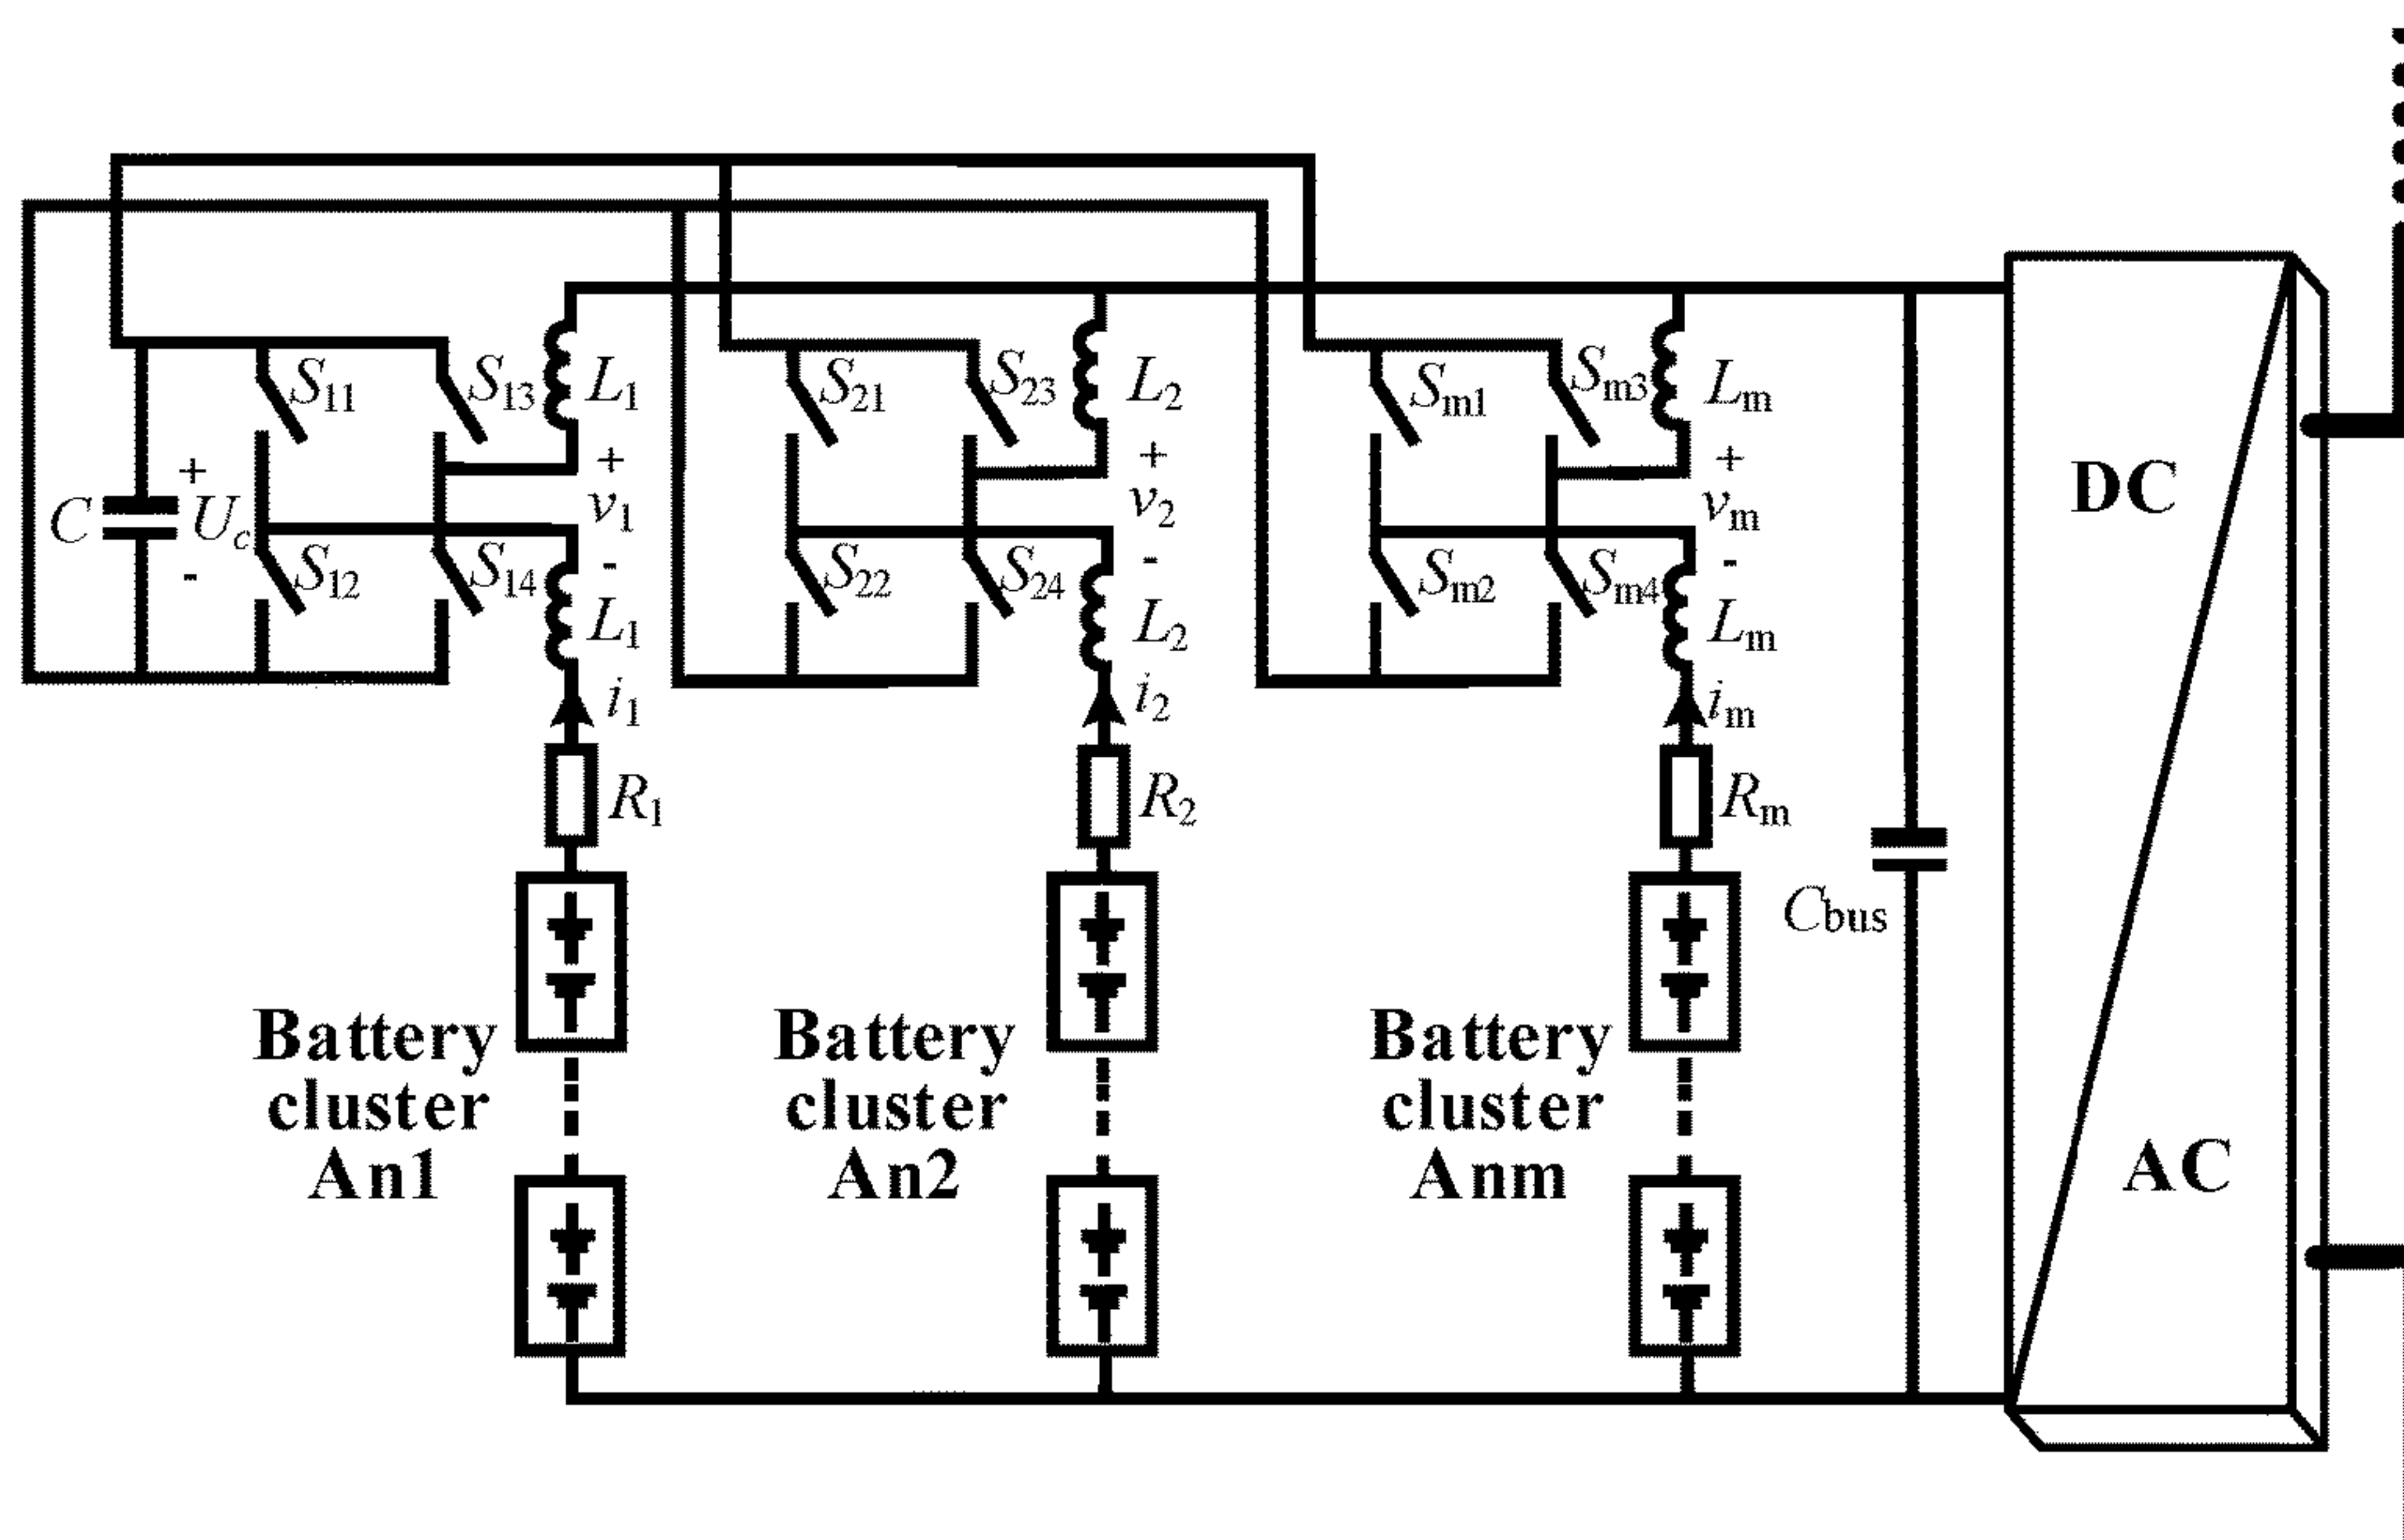 S11
S13
L1
S21
S23
L2
Sm1
Sm3
Lm
+
+
+
+
C
Uc
v1
v2
vm
DC
-
-
-
-
S12
S14
L1
S22
S24
L2
Sm2
Sm4
Lm
i1
i2
im
R1
R2
Rm
Cbus
Battery
cluster
An1
Battery
cluster
An2
Battery
cluster
Anm
AC